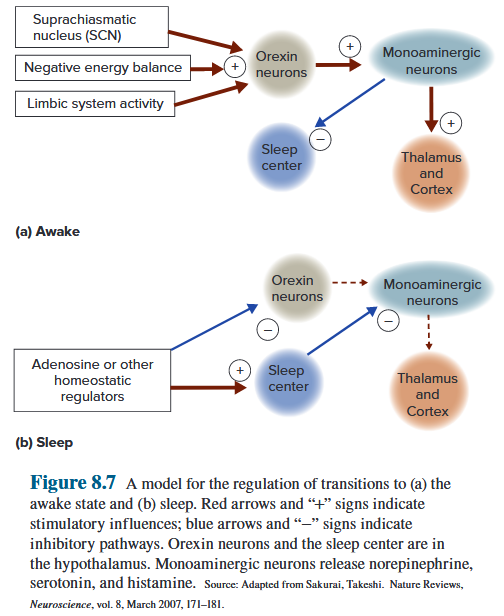 Suprachiasmatic
nucleus (SCN)
Negative energy balance
Limbic system activity
+
Orexin
neurons
+
Monoaminergic
neurons
+
−
Sleep
center
Thalamus
and
Cortex
(a) Awake
Orexin
neurons
Monoaminergic
neurons
−
−
Adenosine or other
homeostatic
regulators
+
Sleep
center
Thalamus
and
Cortex
(b) Sleep
Figure 8.7 A model for the regulation of transitions to (a) the
awake state and (b) sleep. Red arrows and “+” signs indicate
stimulatory influences; blue arrows and “−” signs indicate
inhibitory pathways. Orexin neurons and the sleep center are in
the hypothalamus. Monoaminergic neurons release norepinephrine,
serotonin, and histamine. Source: Adapted from Sakurai, Takeshi. Nature Reviews,
Neuroscience, vol. 8, March 2007, 171–181.